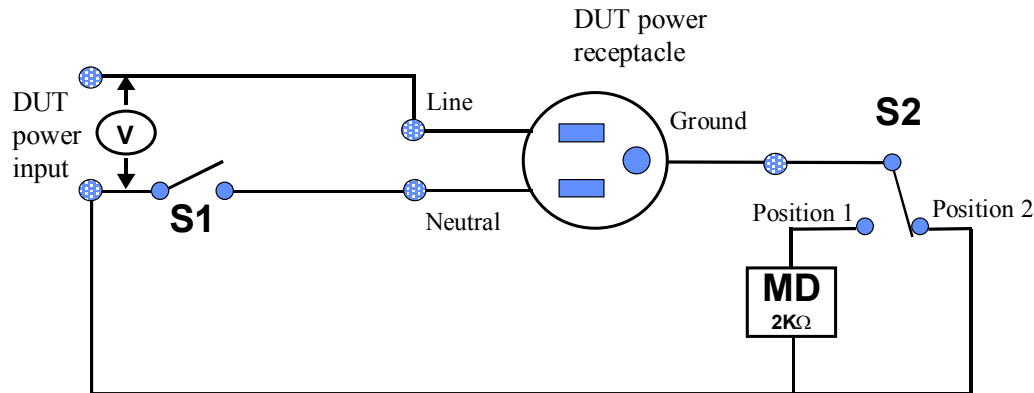 DUT power
receptacle
DUT
power
input
V
Line
Ground
S2
S1
Neutral
Position 1
Position 2
MD
2KΩ